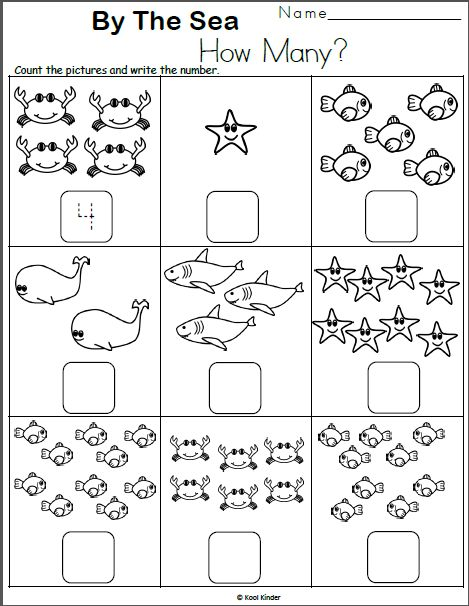 By The Sea
Name
How Many?
Count the pictures and write the number.
4
© Kool Kinder